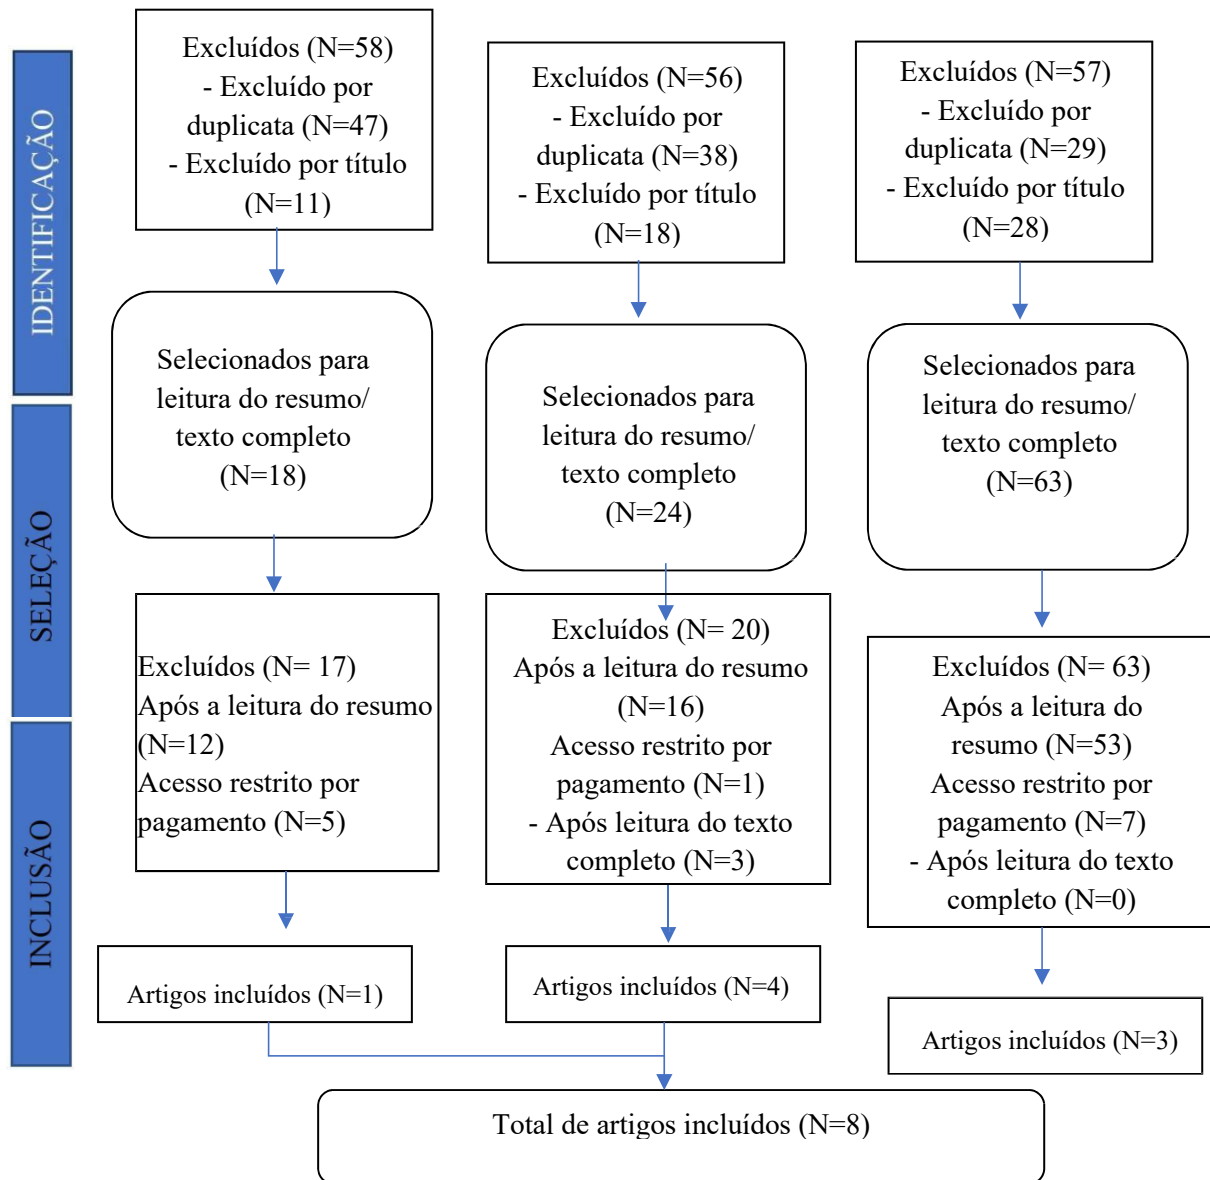 IDENTIFICAÇÃO
SELEÇÃO
INCLUSÃO
Excluídos (N=58)
- Excluído por
duplicata (N=47)
- Excluído por título
(N=11)
Excluídos (N=56)
- Excluído por
duplicata (N=38)
- Excluído por título
(N=18)
Excluídos (N=57)
- Excluído por
duplicata (N=29)
- Excluído por título
(N=28)
Selecionados para
leitura do resumo/
texto completo
(N=18)
Selecionados para
leitura do resumo/
texto completo
(N=24)
Selecionados para
leitura do resumo/
texto completo
(N=63)
Excluídos (N= 17)
Após a leitura do resumo
(N=12)
Acesso restrito por
pagamento (N=5)
Excluídos (N= 20)
Após a leitura do resumo
(N=16)
Acesso restrito por
pagamento (N=1)
- Após leitura do texto
completo (N=3)
Excluídos (N= 63)
Após a leitura do
resumo (N=53)
Acesso restrito por
pagamento (N=7)
- Após leitura do texto
completo (N=0)
Artigos incluídos (N=1)
Artigos incluídos (N=4)
Artigos incluídos (N=3)
Total de artigos incluídos (N=8)